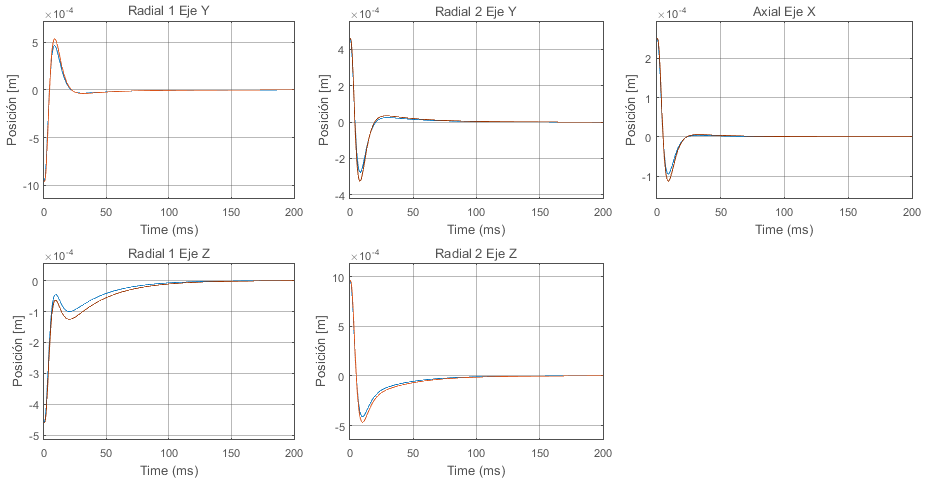 Radial 1 Eje Y
×10⁻⁴
5
0
-5
-10
Posición [m]
0 50 100 150 200
Time (ms)
Radial 2 Eje Y
×10⁻⁴
4
2
0
-2
-4
Posición [m]
0 50 100 150 200
Time (ms)
Axial Eje X
×10⁻⁴
2
1
0
-1
Posición [m]
0 50 100 150 200
Time (ms)
Radial 1 Eje Z
×10⁻⁴
0
-1
-2
-3
-4
-5
Posición [m]
0 50 100 150 200
Time (ms)
Radial 2 Eje Z
×10⁻⁴
10
5
0
-5
Posición [m]
0 50 100 150 200
Time (ms)